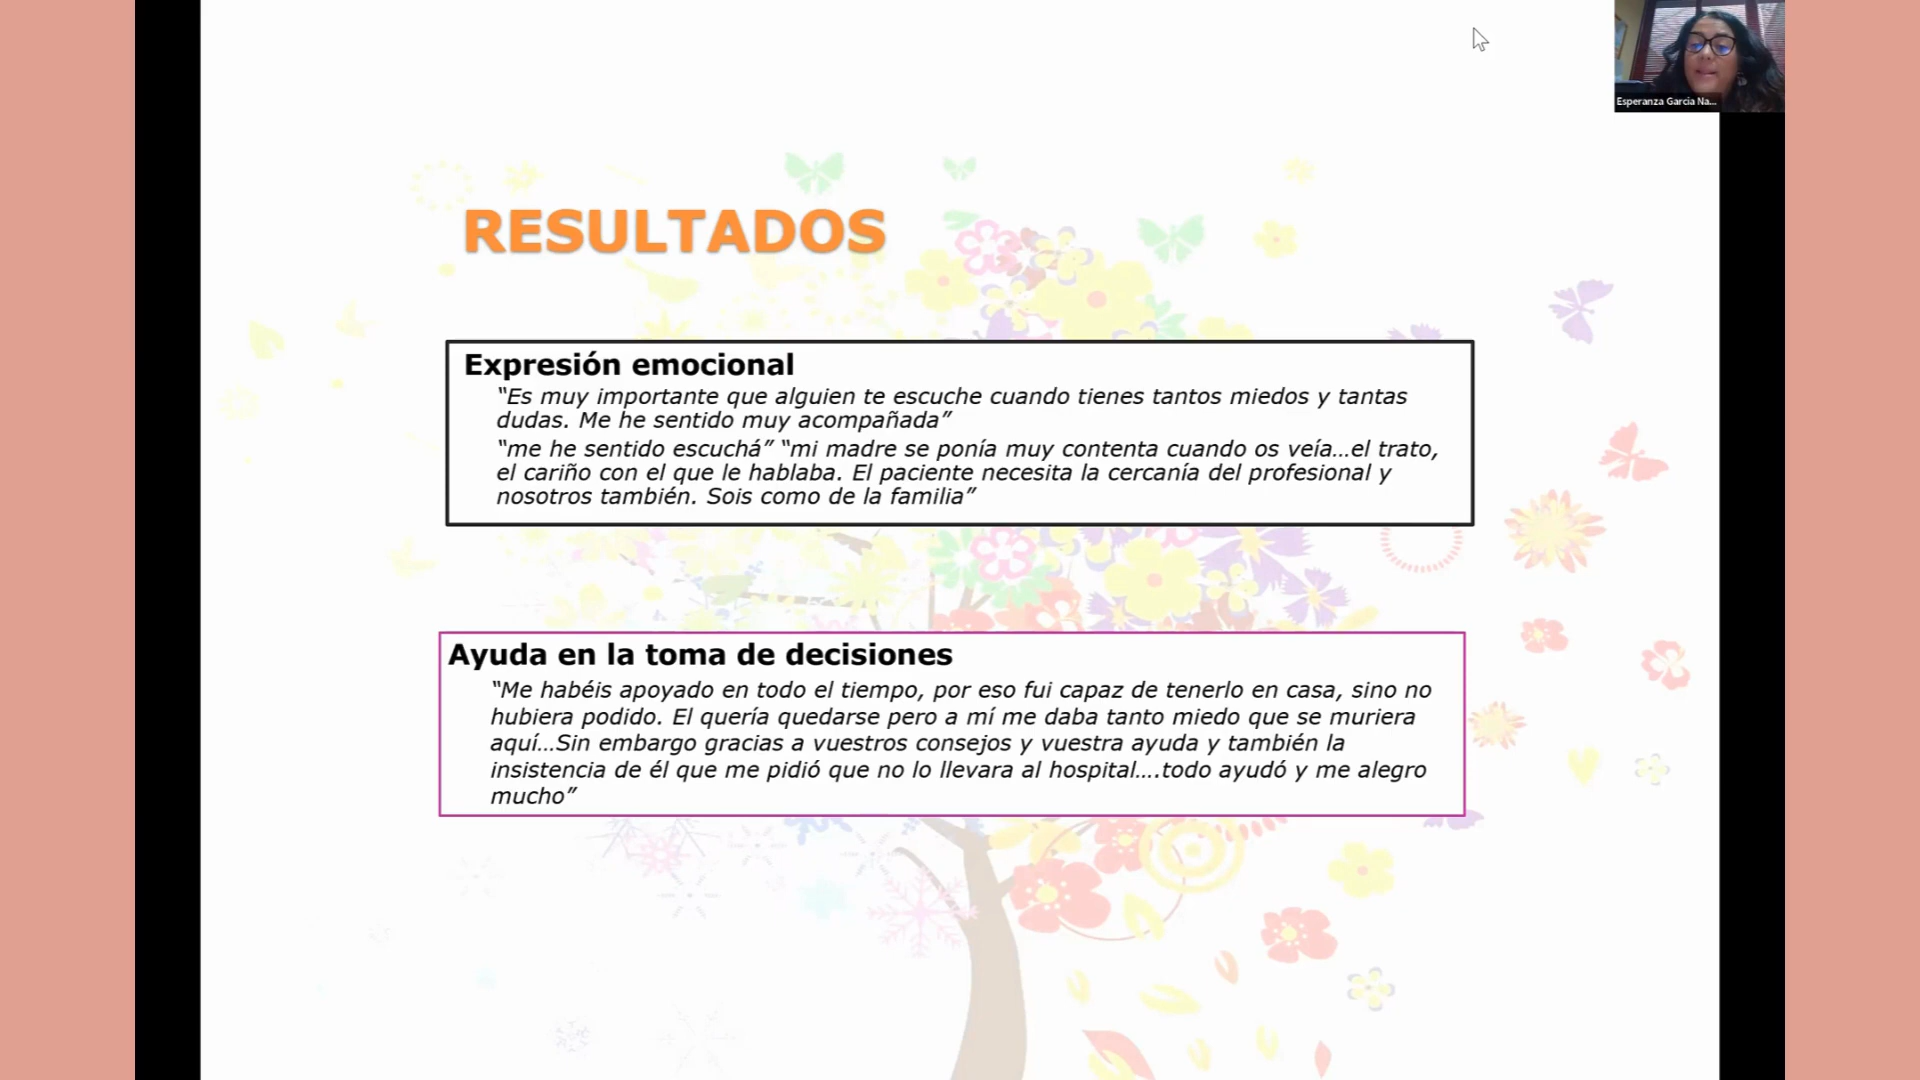 Esperanza Garcia Na...
RESULTADOS
Expresión emocional
“Es muy importante que alguien te escuche cuando tienes tantos miedos y tantas
dudas. Me he sentido muy acompañada”
“me he sentido escuchá” “mi madre se ponía muy contenta cuando os veía…el trato,
el cariño con el que le hablaba. El paciente necesita la cercanía del profesional y
nosotros también. Sois como de la familia”
Ayuda en la toma de decisiones
“Me habéis apoyado en todo el tiempo, por eso fui capaz de tenerlo en casa, sino no
hubiera podido. El quería quedarse pero a mí me daba tanto miedo que se muriera
aquí…Sin embargo gracias a vuestros consejos y vuestra ayuda y también la
insistencia de él que me pidió que no lo llevara al hospital….todo ayudó y me alegro
mucho”